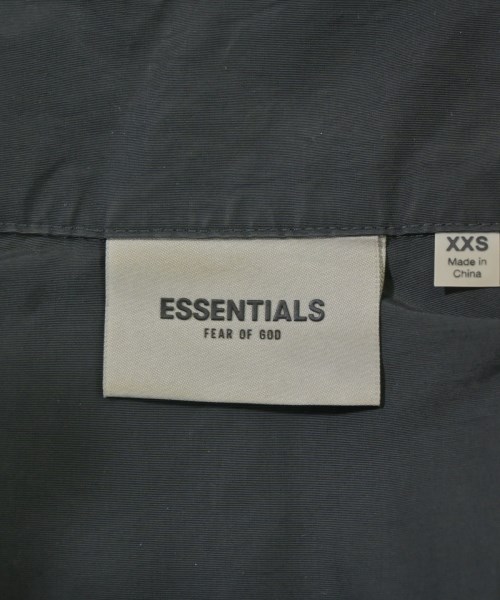 ESSENTIALS
FEAR OF GOD
XXS
Made in
China